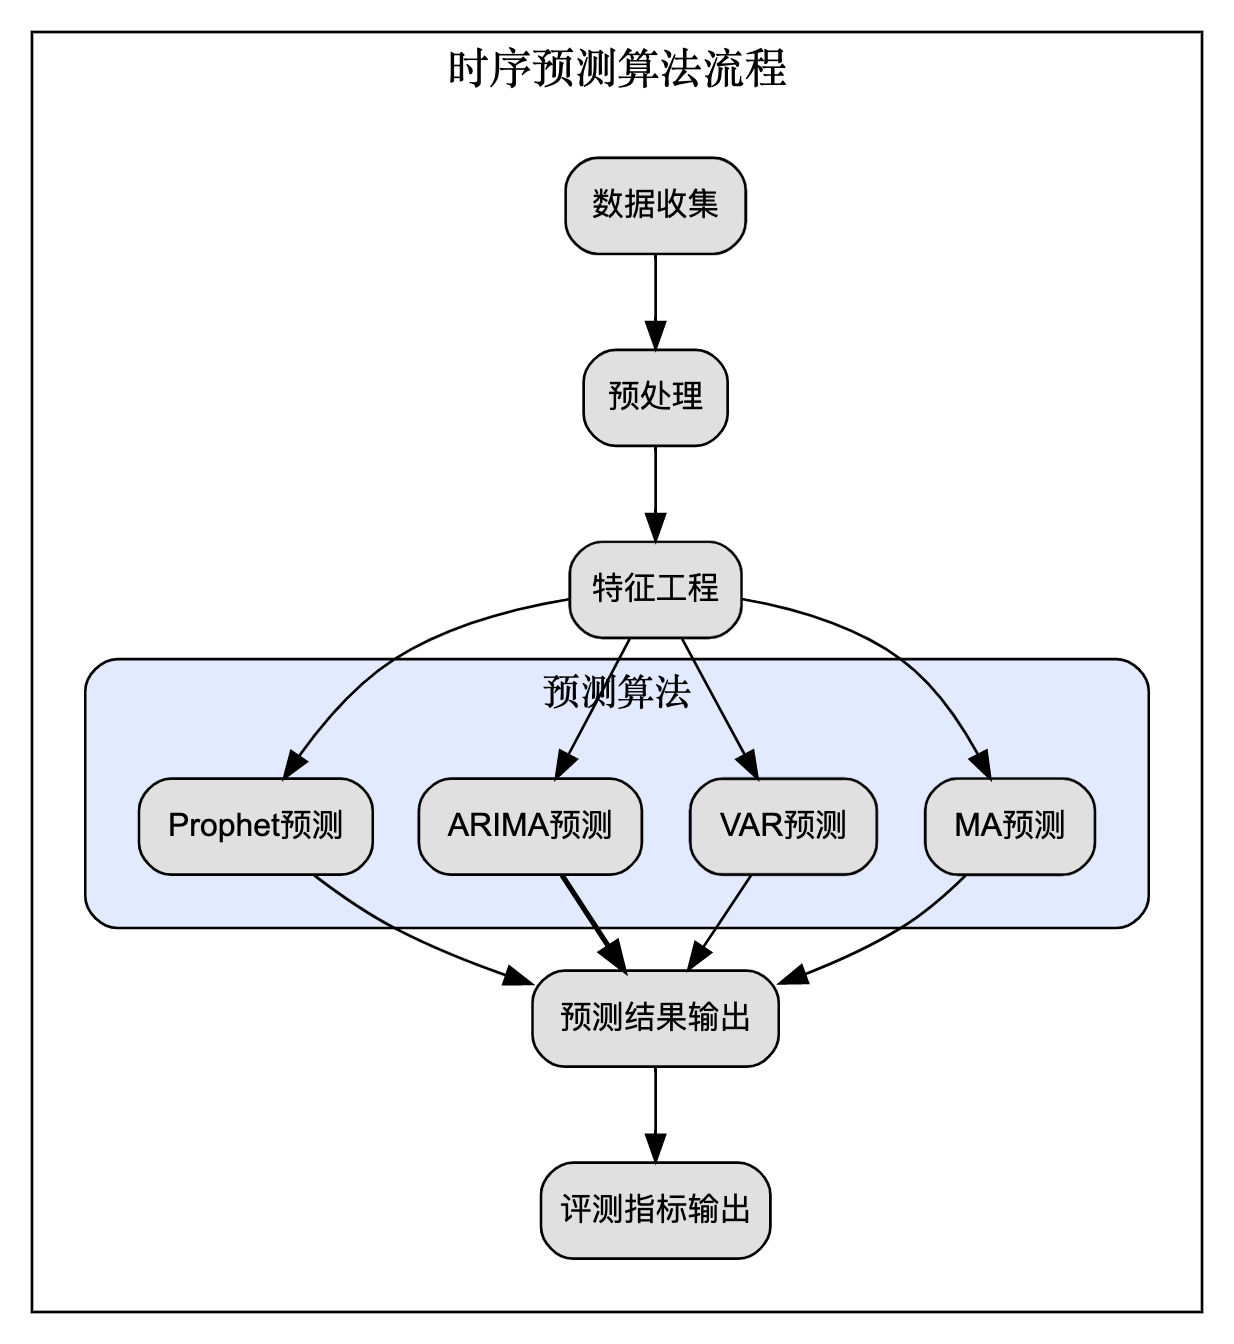 时序预测算法流程
数据收集
预处理
特征工程
预测算法
Prophet预测
ARIMA预测
VAR预测
MA预测
预测结果输出
评测指标输出